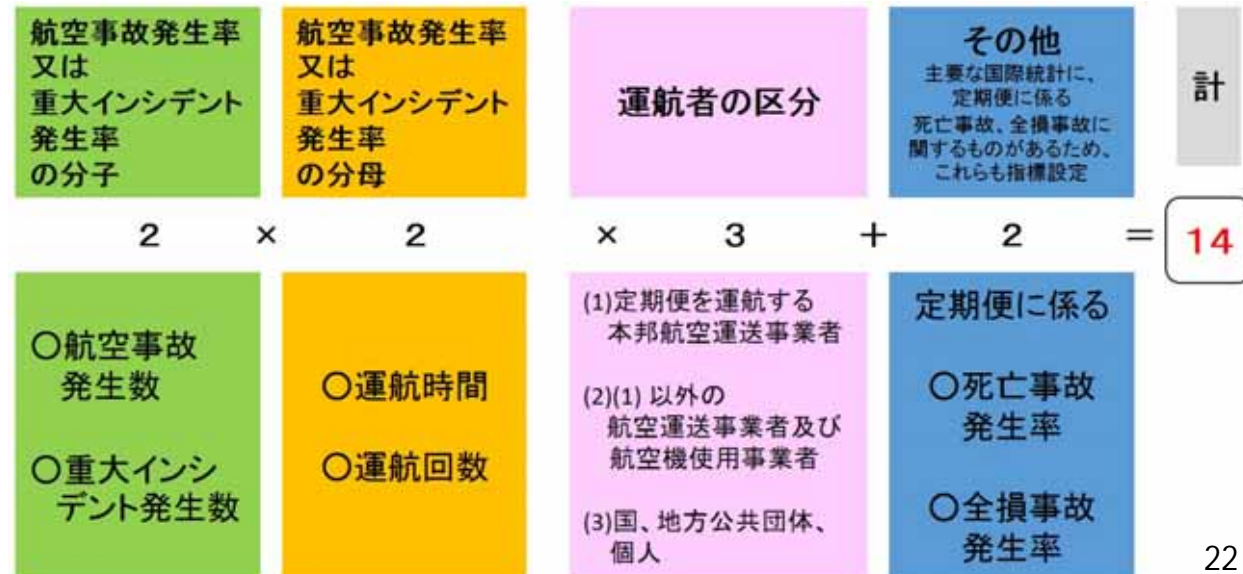 航空事故発生率
又は
重大インシデント
発生率
の分子
航空事故発生率
又は
重大インシデント
発生率
の分母
運航者の区分
その他
主要な国際統計に、
定期便に係る
死亡事故、全損事故に
関するものがあるため、
これらも指標設定
計
2 × 2 × 3 + 2 = 14
〇航空事故
発生数
〇重大インシ
デント発生数
〇運航時間
〇運航回数
(1)定期便を運航する
本邦航空運送事業者
(2)(1) 以外の
航空運送事業者及び
航空機使用事業者
(3)国、地方公共団体、
個人
定期便に係る
〇死亡事故
発生率
〇全損事故
発生率
22